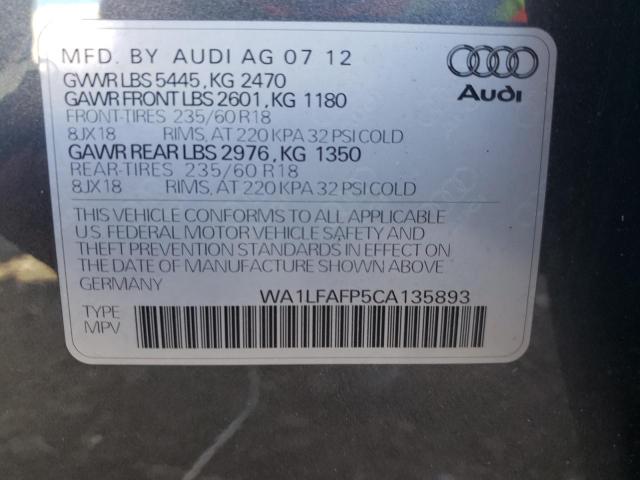 MFD. BY AUDI AG 07 12
GVWR LBS 5445, KG 2470
GAWR FRONT LBS 2601, KG 1180
FRONT-TIRES 235/60 R18
8JX18 RIMS, AT 220 KPA 32 PSI COLD
GAWR REAR LBS 2976, KG 1350
REAR-TIRES 235/60 R18
8JX18 RIMS, AT 220 KPA 32 PSI COLD
Audi
THIS VEHICLE CONFORMS TO ALL APPLICABLE
U.S FEDERAL MOTOR VEHICLE SAFETY AND
THEFT PREVENTION STANDARDS IN EFFECT ON
THE DATE OF MANUFACTURE SHOWN ABOVE
GERMANY
WA1LFAFP5CA135893
TYPE
MPV